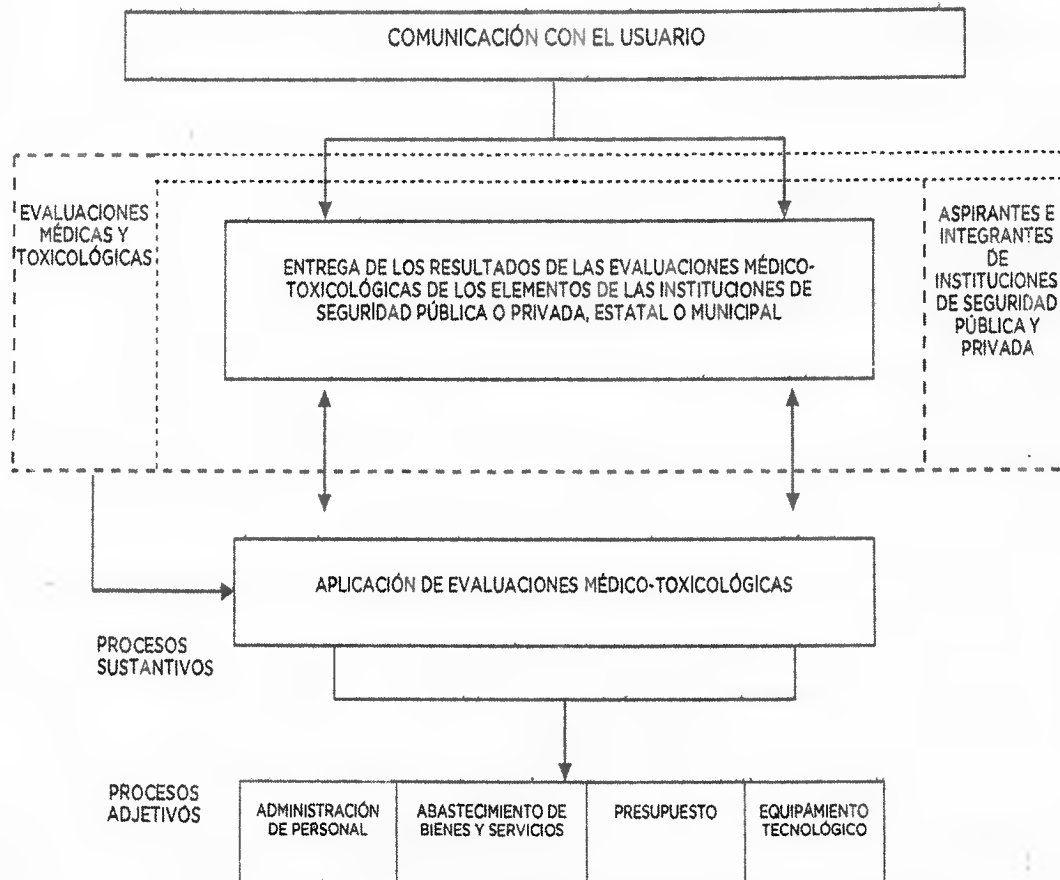 COMUNICACIÓN CON EL USUARIO
EVALUACIONES
MÉDICAS Y
TOXICOLÓGICAS
ENTREGA DE LOS RESULTADOS DE LAS EVALUACIONES MÉDICO-
TOXICOLÓGICAS DE LOS ELEMENTOS DE LAS INSTITUCIONES DE
SEGURIDAD PÚBLICA O PRIVADA, ESTATAL O MUNICIPAL
ASPIRANTES E
INTEGRANTES
DE
INSTITUCIONES
DE SEGURIDAD
PÚBLICA Y
PRIVADA
APLICACIÓN DE EVALUACIONES MÉDICO-TOXICOLÓGICAS
PROCESOS
SUSTANTIVOS
PROCESOS
ADJETIVOS
ADMINISTRACIÓN
DE PERSONAL
ABASTECIMIENTO DE
BIENES Y SERVICIOS
PRESUPUESTO
EQUIPAMIENTO
TECNOLÓGICO